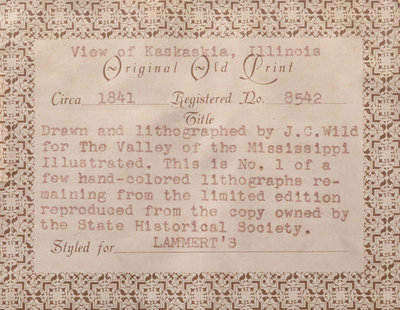 View of Kaskaskia, Illinois
Original Old Print
Circa 1841 Registered No. 8542
Title
Drawn and lithographed by J.C.Wild
for The Valley of the Mississippi
Illustrated. This is No. 1 of a
few hand-colored lithographs re-
maining from the limited edition
reproduced from the copy owned by
the State Historical Society.
Styled for LAMMERT'S